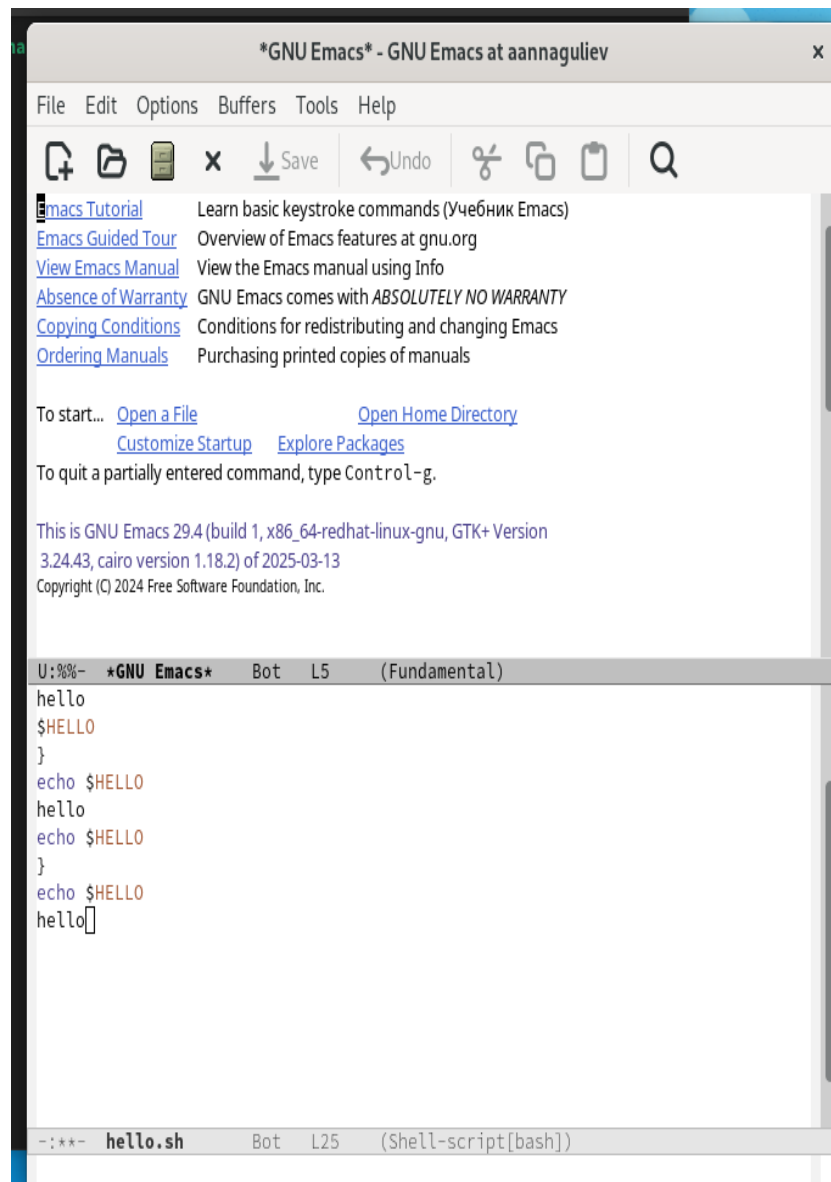 na
*GNU Emacs* - GNU Emacs at aannaguliev
File Edit Options Buffers Tools Help
Save Undo
Emacs Tutorial Learn basic keystroke commands (Учебник Emacs)
Emacs Guided Tour Overview of Emacs features at gnu.org
View Emacs Manual View the Emacs manual using Info
Absence of Warranty GNU Emacs comes with ABSOLUTELY NO WARRANTY
Copying Conditions Conditions for redistributing and changing Emacs
Ordering Manuals Purchasing printed copies of manuals
To start... Open a File Open Home Directory
Customize Startup Explore Packages
To quit a partially entered command, type Control-g.
This is GNU Emacs 29.4 (build 1, x86_64-redhat-linux-gnu, GTK+ Version
3.24.43, cairo version 1.18.2) of 2025-03-13
Copyright (C) 2024 Free Software Foundation, Inc.
U:%%- *GNU Emacs* Bot L5 (Fundamental)
hello
$HELLO
}
echo $HELLO
hello
echo $HELLO
}
echo $HELLO
hello
-:**- hello.sh Bot L25 (Shell-script[bash])